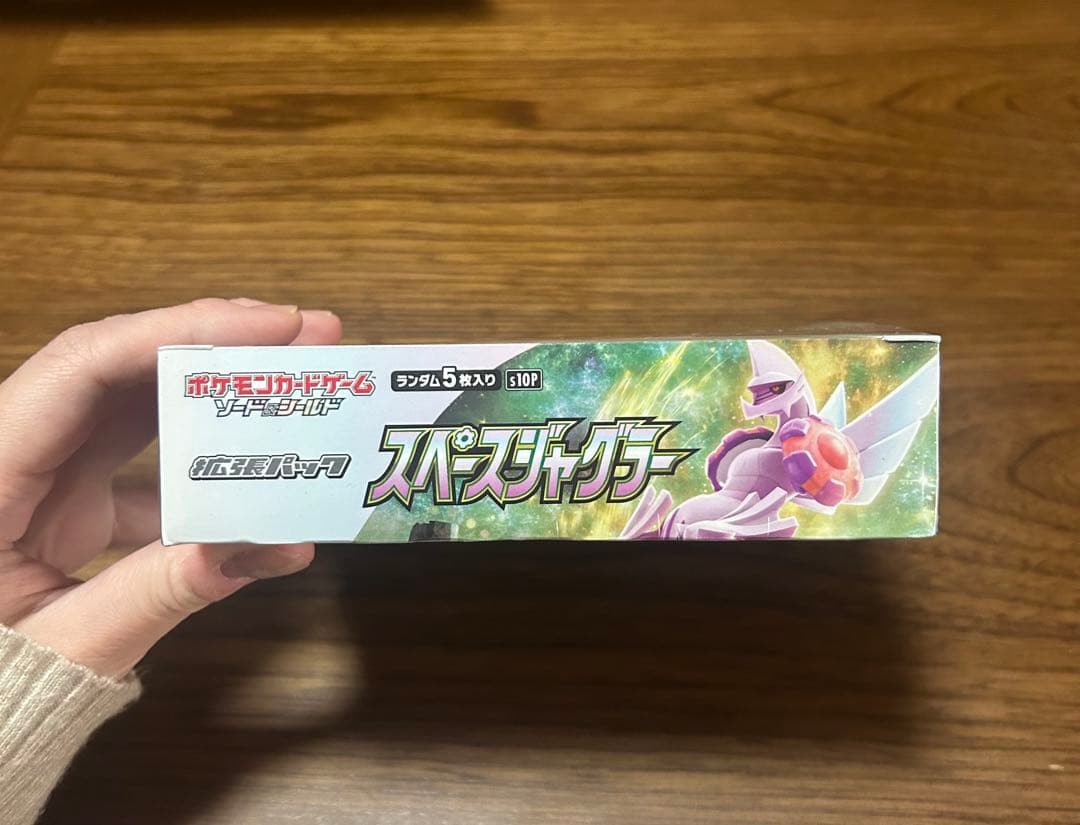 ポケモンカードゲーム
ソード&シールド
ランダム5枚入り s10P
拡張パック
スペースジャグラー